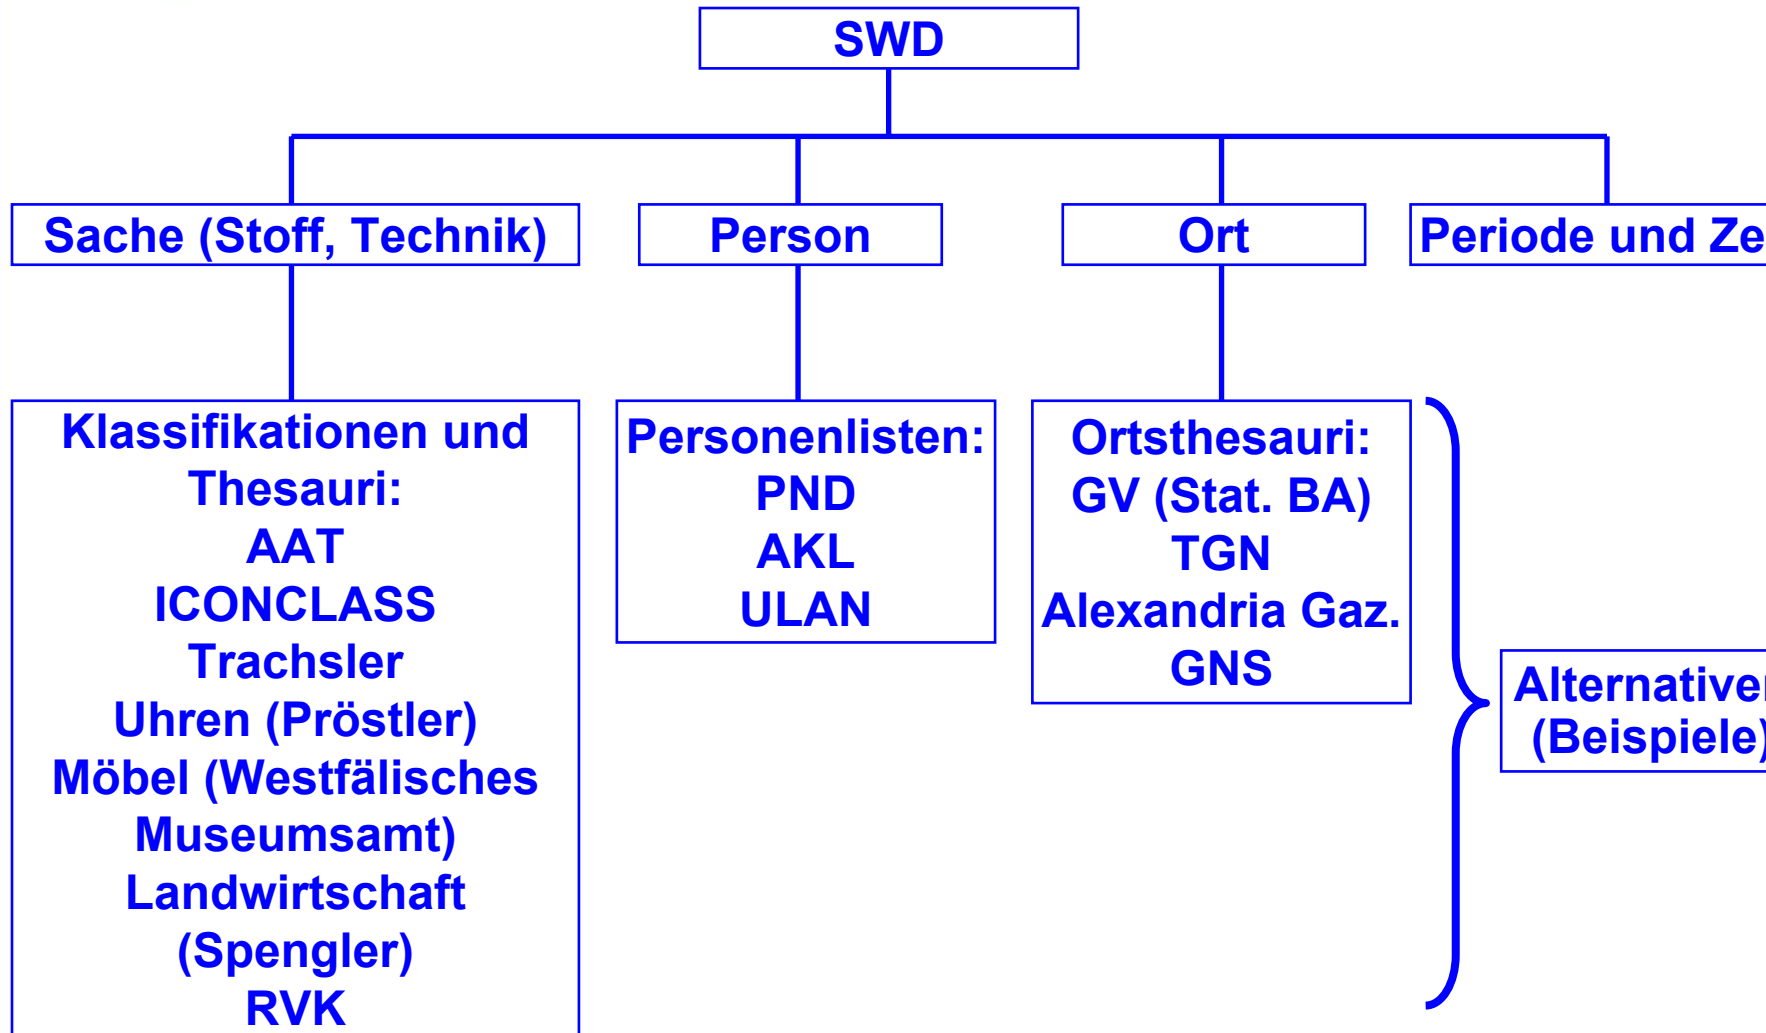 SWD
Sache (Stoff, Technik)
Person
Ort
Periode und Ze
Klassifikationen und
Thesauri:
AAT
ICONCLASS
Trachsler
Uhren (Pröstler)
Möbel (Westfälisches
Museumsamt)
Landwirtschaft
(Spengler)
RVK
Personenlisten:
PND
AKL
ULAN
Ortsthesauri:
GV (Stat. BA)
TGN
Alexandria Gaz.
GNS
Alternativen
(Beispiele)